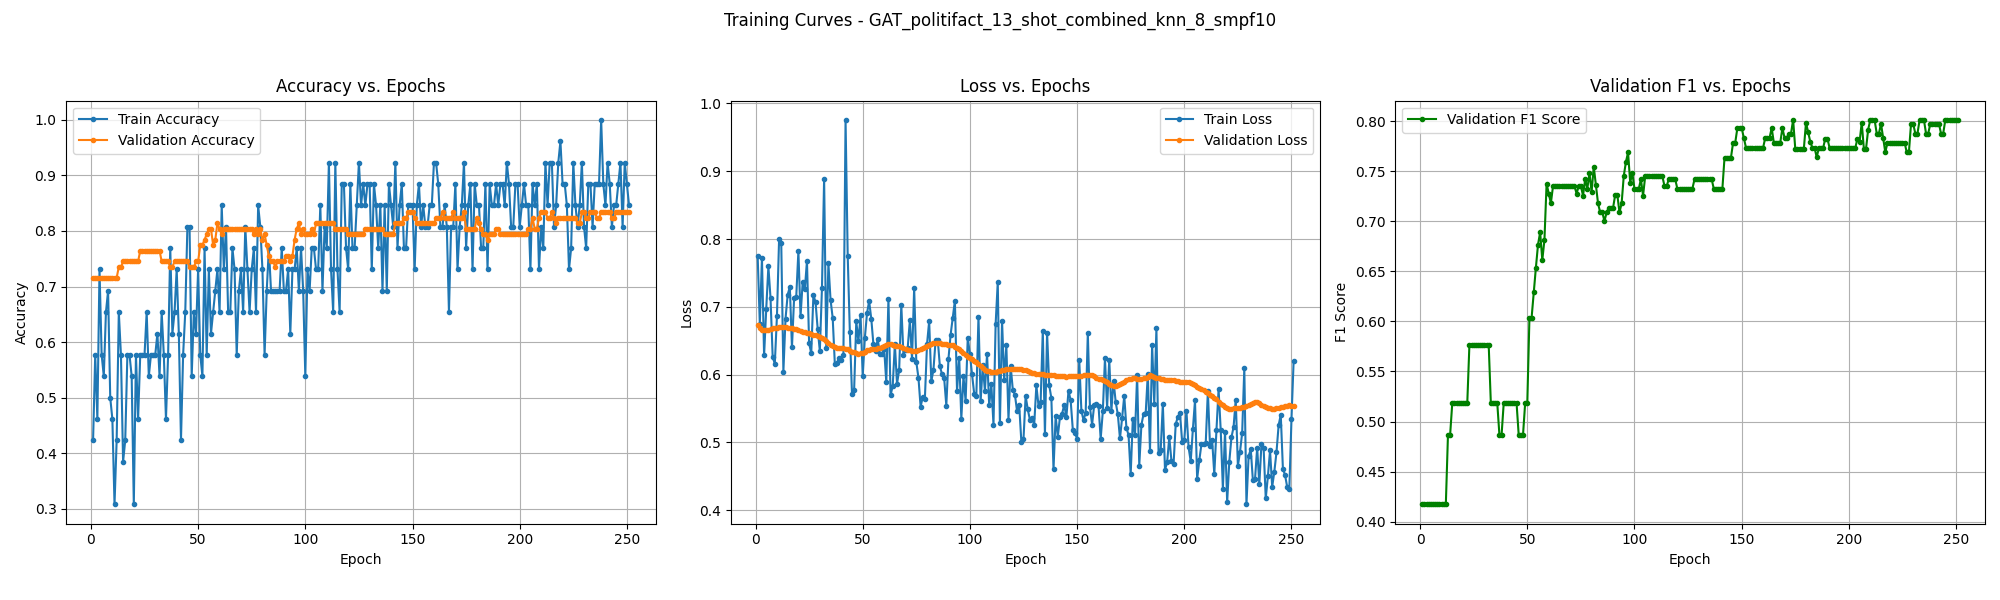 Training Curves - GAT_politifact_13_shot_combined_knn_8_smpf10
Accuracy vs. Epochs
Train Accuracy
Validation Accuracy
Accuracy
1.0
0.9
0.8
0.7
0.6
0.5
0.4
0.3
0 50 100 150 200 250
Epoch
Loss vs. Epochs
Train Loss
Validation Loss
Loss
1.0
0.9
0.8
0.7
0.6
0.5
0.4
0 50 100 150 200 250
Epoch
Validation F1 vs. Epochs
Validation F1 Score
F1 Score
0.80
0.75
0.70
0.65
0.60
0.55
0.50
0.45
0.40
0 50 100 150 200 250
Epoch